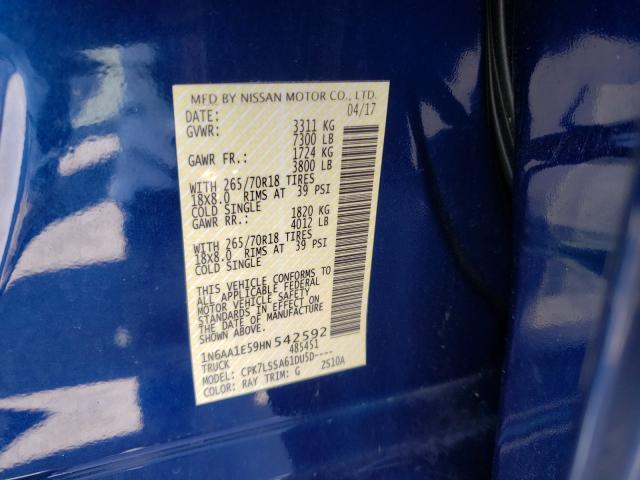 MFD BY NISSAN MOTOR CO., LTD.
DATE: 04/17
GVWR: 3311 KG
7300 LB
GAWR FR.: 1724 KG
3800 LB
WITH 265/70R18 TIRES
18X8.0 RIMS AT 39 PSI
COLD SINGLE
GAWR RR.: 1820 KG
4012 LB
WITH 265/70R18 TIRES
18X8.0 RIMS AT 39 PSI
COLD SINGLE
THIS VEHICLE CONFORMS TO
ALL APPLICABLE FEDERAL
MOTOR VEHICLE SAFETY
STANDARDS IN EFFECT ON
THE DATE OF MANUFACTURE
SHOWN ABOVE.
1N6AA1E59HN542592
TRUCK 485451
MODEL: CPK7LSSA61DU5D----
COLOR: RAY TRIM: G 2S10A